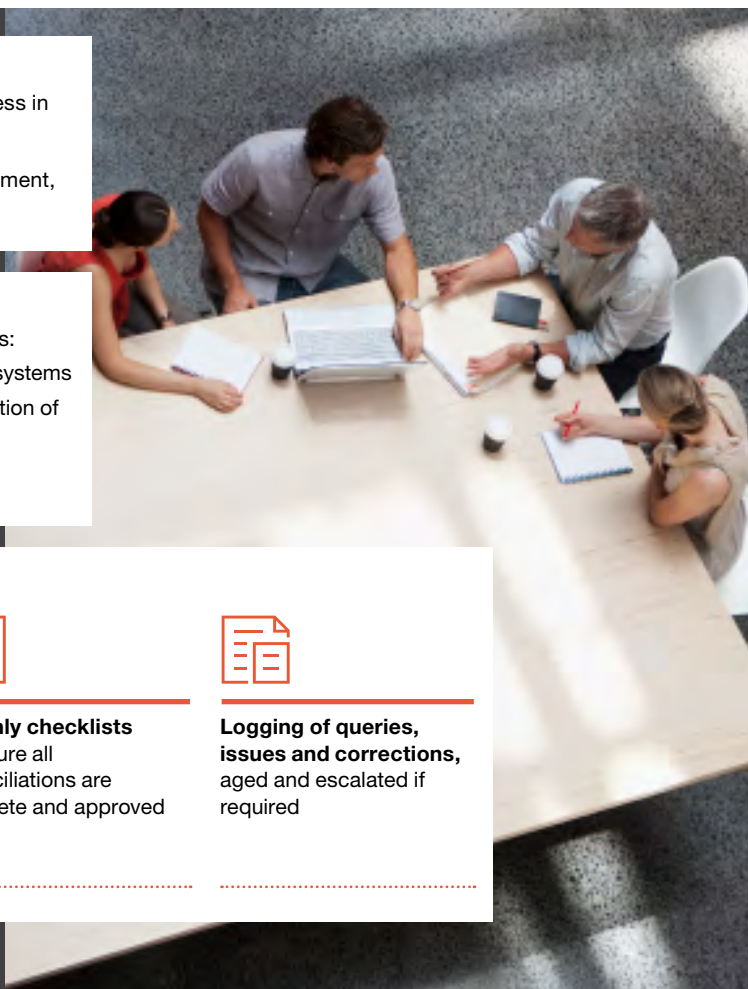 ess in
ment,
s:
systems
tion of
ly checklists
ure all
ciliations are
ete and approved
Logging of queries,
issues and corrections,
aged and escalated if
required